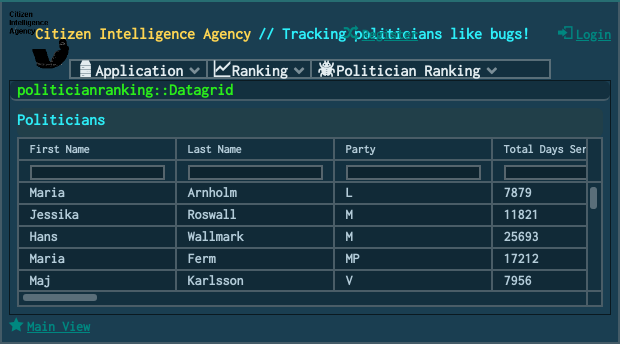 Citizen
Intelligence
Agency
Citizen Intelligence Agency // Tracking politicians like bugs!
Register
Login
Application Ranking Politician Ranking
politicianranking::Datagrid
Politicians
First Name Last Name Party Total Days Ser
Maria Arnholm L 7879
Jessika Roswall M 11821
Hans Wallmark M 25693
Maria Ferm MP 17212
Maj Karlsson V 7956
Main View